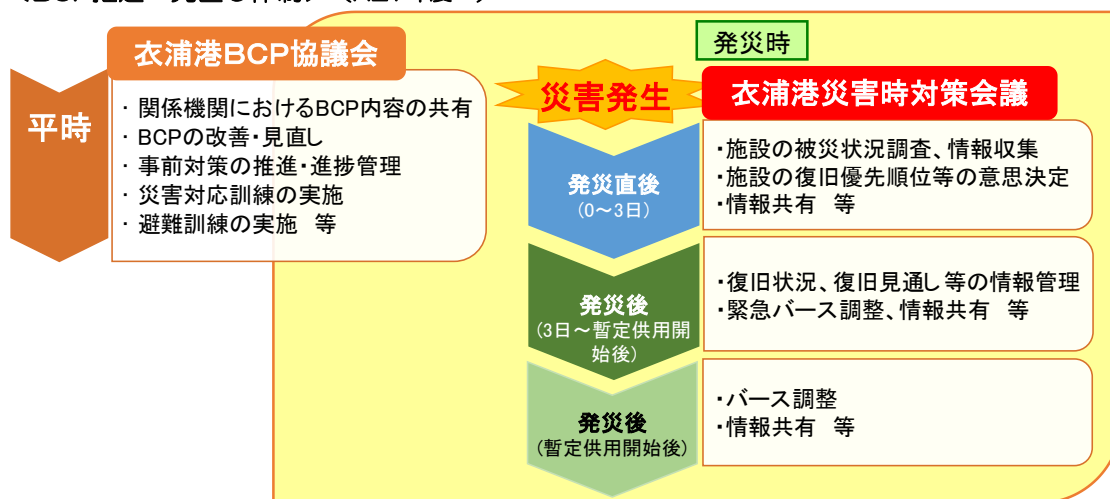 衣浦港BCP協議会
平時
・ 関係機関におけるBCP内容の共有
・ BCPの改善・見直し
・ 事前対策の推進・進捗管理
・ 災害対応訓練の実施
・ 避難訓練の実施　等
発災時
災害発生
衣浦港災害時対策会議
発災直後
(0～3日)
・施設の被災状況調査、情報収集
・施設の復旧優先順位等の意思決定
・情報共有　等
発災後
(3日～暫定供用開
始後)
・復旧状況、復旧見通し等の情報管理
・緊急バース調整、情報共有　等
発災後
(暫定供用開始後)
・バース調整
・情報共有　等